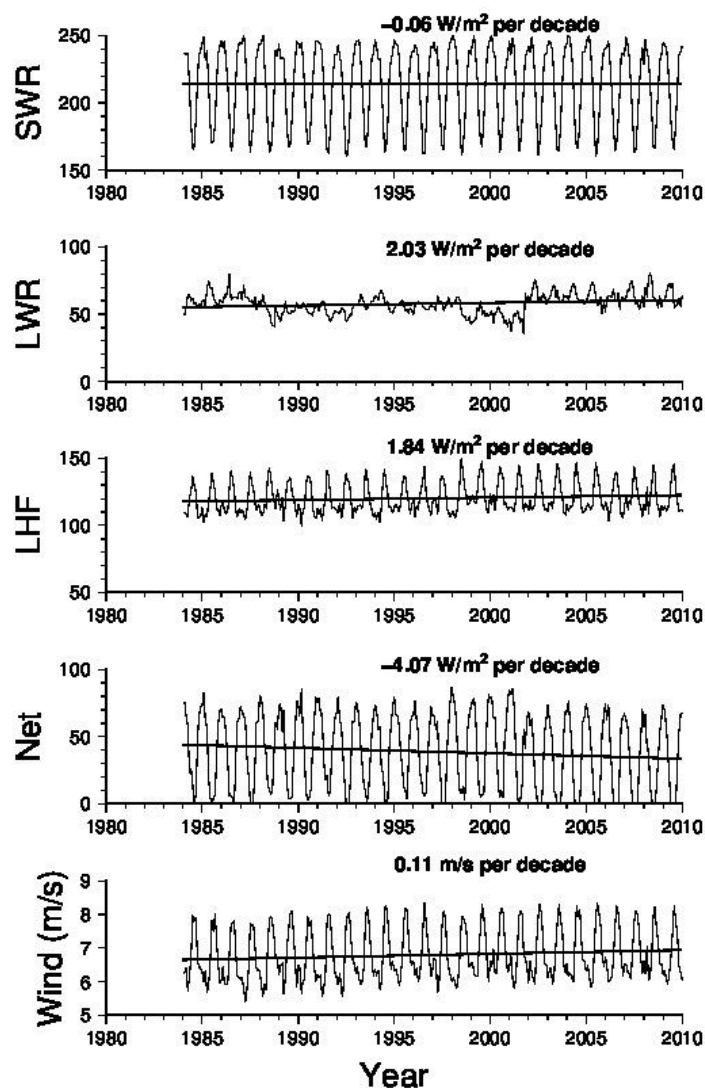 −0.06 W/m² per decade
250
200
150
SWR
1980 1985 1990 1995 2000 2005 2010
2.03 W/m² per decade
100
50
0
LWR
1980 1985 1990 1995 2000 2005 2010
1.84 W/m² per decade
150
100
50
LHF
1980 1985 1990 1995 2000 2005 2010
−4.07 W/m² per decade
100
50
0
Net
1980 1985 1990 1995 2000 2005 2010
0.11 m/s per decade
9
8
7
6
5
Wind (m/s)
1980 1985 1990 1995 2000 2005 2010
Year